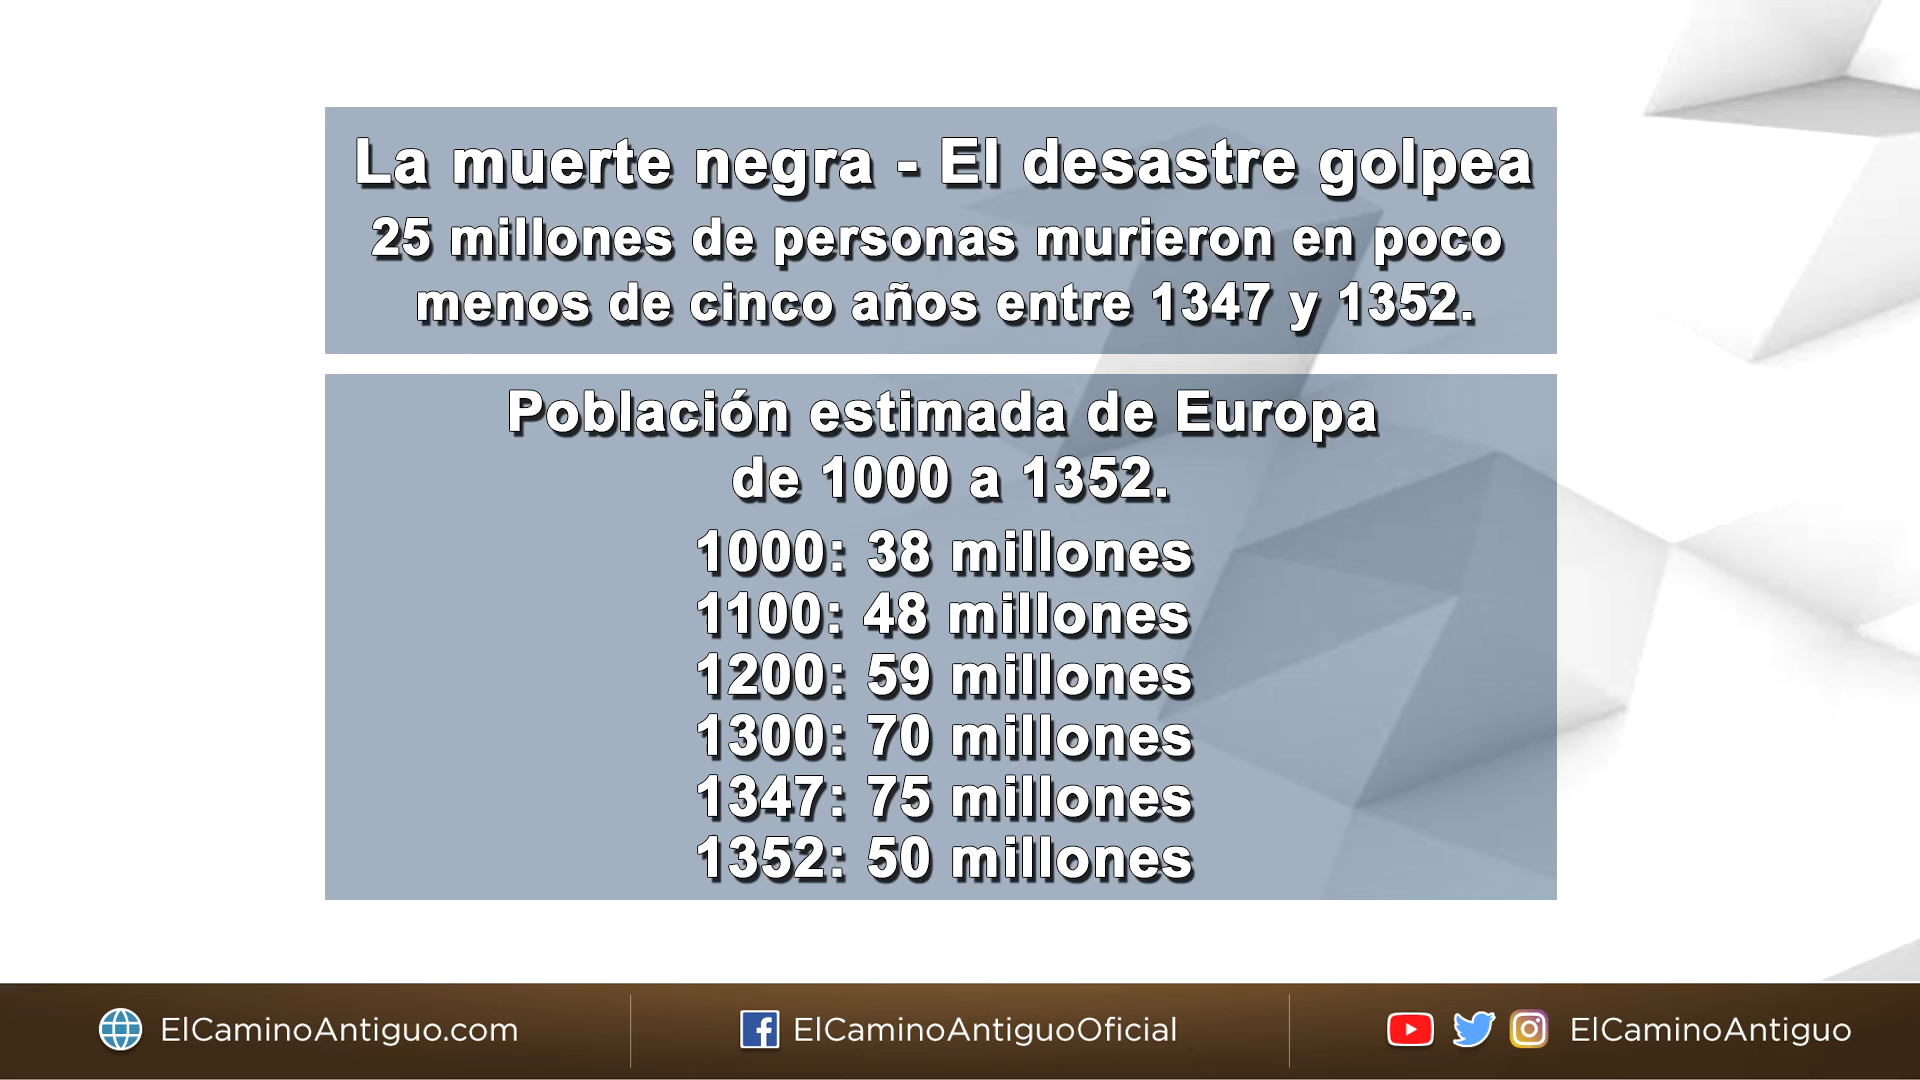 La muerte negra - El desastre golpea
25 millones de personas murieron en poco
menos de cinco años entre 1347 y 1352.
Población estimada de Europa
de 1000 a 1352.
1000: 38 millones
1100: 48 millones
1200: 59 millones
1300: 70 millones
1347: 75 millones
1352: 50 millones
ElCaminoAntiguo.com
ElCaminoAntiguoOficial
ElCaminoAntiguo